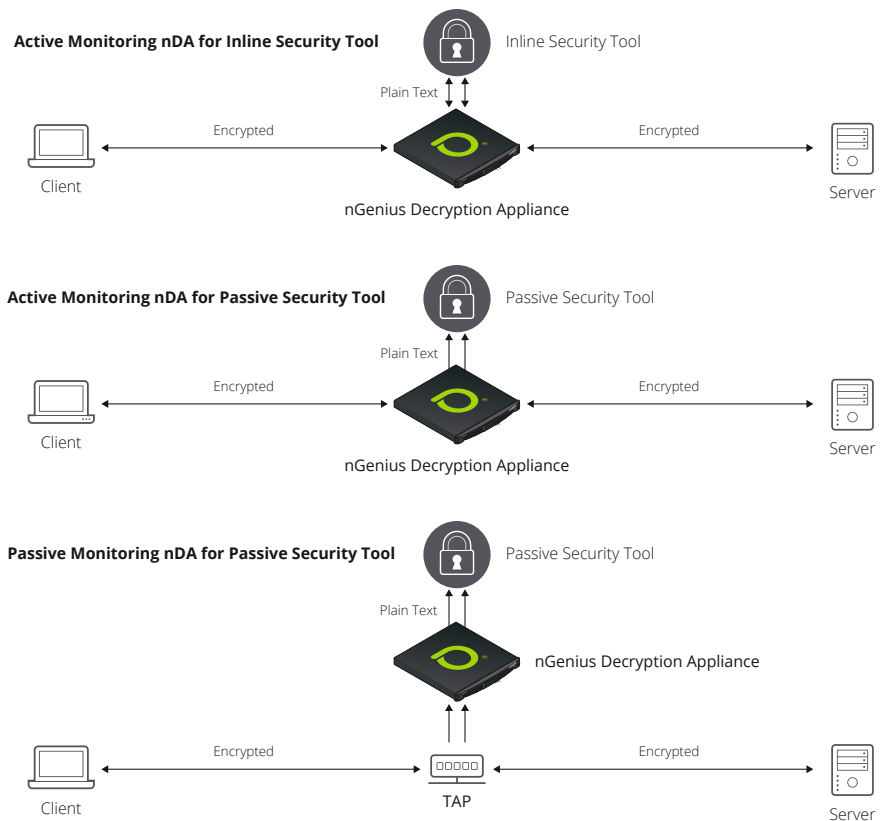 Active Monitoring nDA for Inline Security Tool
Inline Security Tool
Plain Text
Encrypted
Encrypted
Client
Server
nGenius Decryption Appliance
Active Monitoring nDA for Passive Security Tool
Passive Security Tool
Plain Text
Encrypted
Encrypted
Client
Server
nGenius Decryption Appliance
Passive Monitoring nDA for Passive Security Tool
Passive Security Tool
Plain Text
nGenius Decryption Appliance
Encrypted
Encrypted
Client
TAP
Server